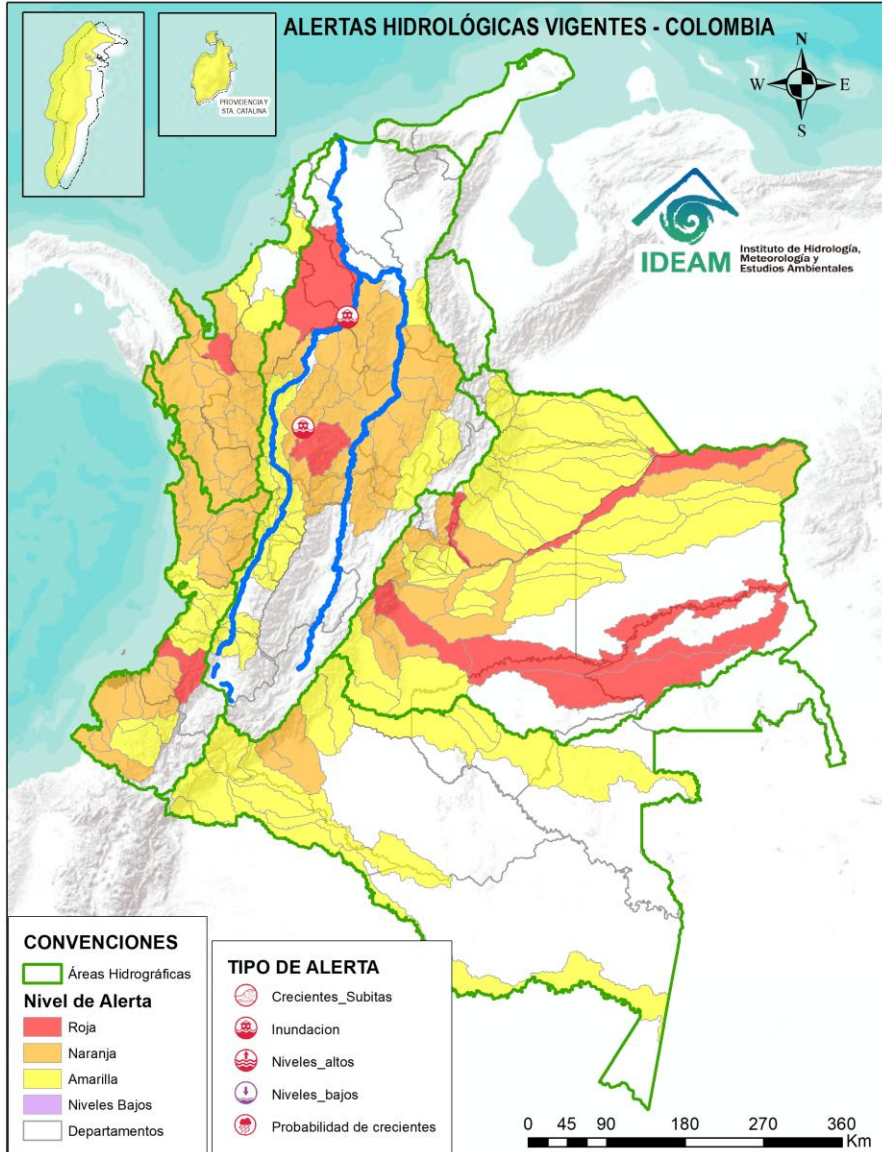 ALERTAS HIDROLÓGICAS VIGENTES - COLOMBIA
N
W
E
S
PROVIDENCIA Y
STA. CATALINA
IDEAM
Instituto de Hidrología,
Meteorología y
Estudios Ambientales
CONVENCIONES
Áreas Hidrográficas
Nivel de Alerta
Roja
Naranja
Amarilla
Niveles Bajos
Departamentos
TIPO DE ALERTA
Crecientes_Subitas
Inundacion
Niveles_altos
Niveles_bajos
Probabilidad de crecientes
0 45 90 180 270 360
Km